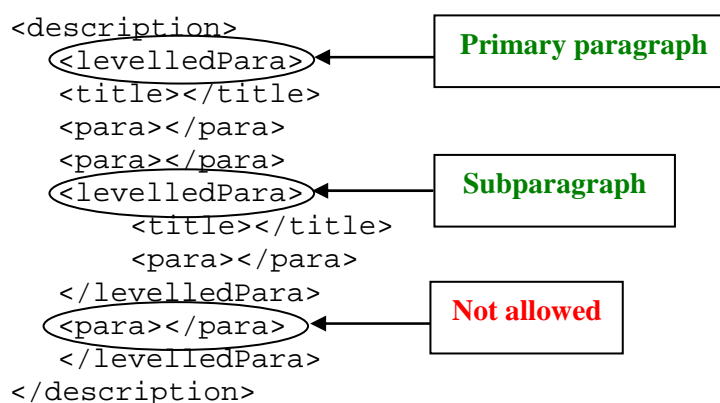 <description>
<levelledPara>
Primary paragraph
<title></title>
<para></para>
<para></para>
<levelledPara>
Subparagraph
<title></title>
<para></para>
</levelledPara>
<para></para>
Not allowed
</levelledPara>
</description>